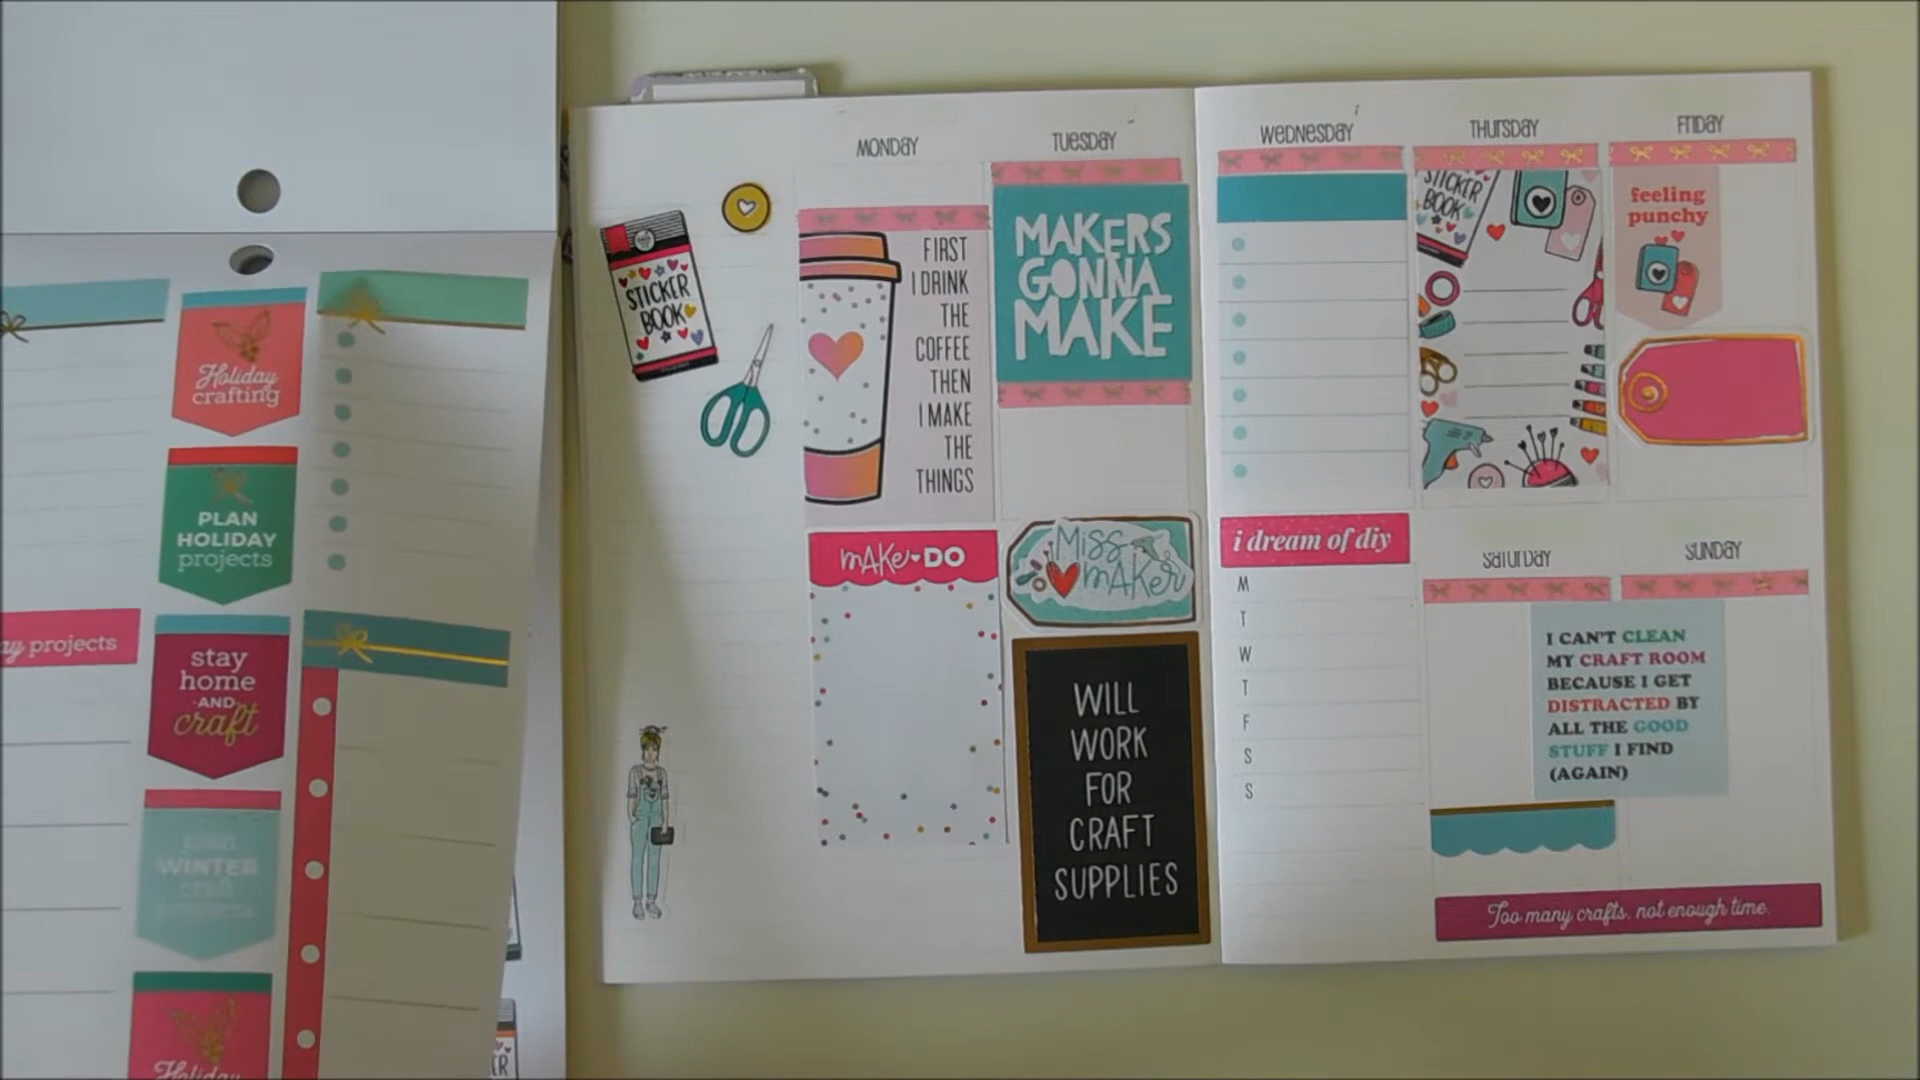 Holiday
crafting
PLAN
HOLIDAY
projects
projects
stay
home
-AND-
craft
WINTER
Holiday
STICKER
BOOK
MONDAY
FIRST
I DRINK
THE
COFFEE
THEN
I MAKE
THE
THINGS
MAKE DO
TUESDAY
MAKERS
GONNA
MAKE
MISS
MAKER
WILL
WORK
FOR
CRAFT
SUPPLIES
WEDNESDAY
i dream of diy
M
T
W
T
F
S
S
THURSDAY
STICKER
BOOK
FRIDAY
feeling
punchy
SATURDAY
SUNDAY
I CAN'T CLEAN
MY CRAFT ROOM
BECAUSE I GET
DISTRACTED BY
ALL THE GOOD
STUFF I FIND
(AGAIN)
Too many crafts, not enough time.